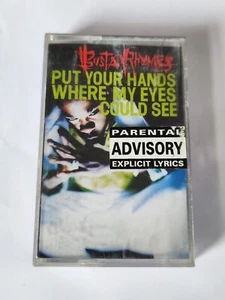 BUSTA RHYMES
PUT YOUR HANDS
WHERE MY EYES
COULD SEE
PARENTAL
ADVISORY
EXPLICIT LYRICS